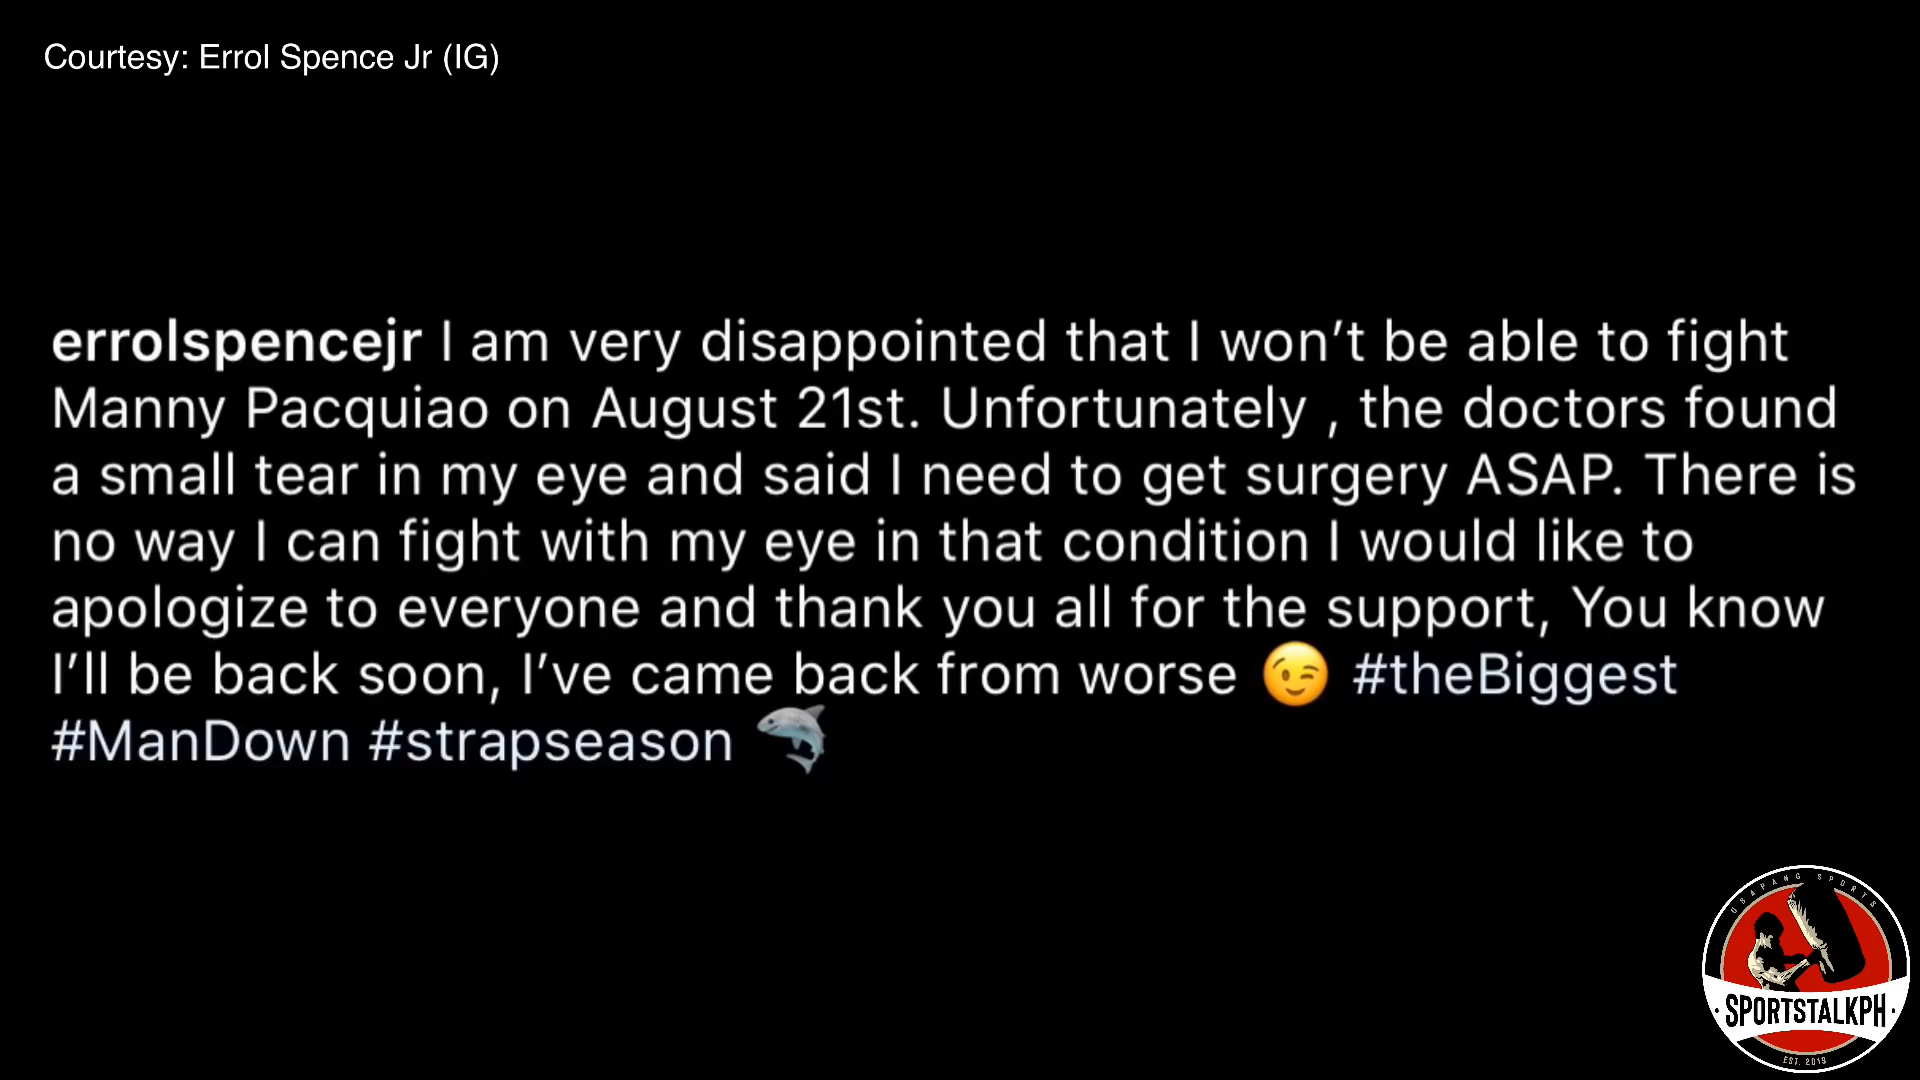 Courtesy: Errol Spence Jr (IG)
errolspencejr I am very disappointed that I won’t be able to fight
Manny Pacquiao on August 21st. Unfortunately , the doctors found
a small tear in my eye and said I need to get surgery ASAP. There is
no way I can fight with my eye in that condition I would like to
apologize to everyone and thank you all for the support, You know
I’ll be back soon, I’ve came back from worse 😉 #theBiggest
#ManDown #strapseason 🦈
USAPANG SPORTS
· SPORTSTALKPH ·
EST. 2019